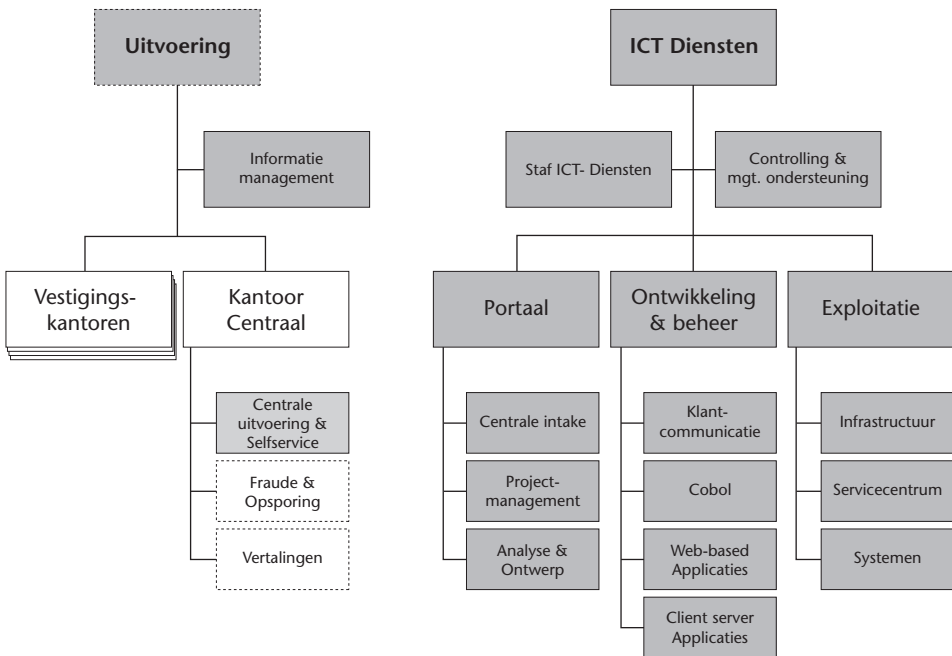 Uitvoering
Informatie
management
Vestigings-
kantoren
Kantoor
Centraal
Centrale
uitvoering &
Selfservice
Fraude &
Opsporing
Vertalingen
ICT Diensten
Staf ICT- Diensten
Controlling &
mgt. ondersteuning
Portaal
Centrale intake
Project-
management
Analyse &
Ontwerp
Ontwikkeling
& beheer
Klant-
communicatie
Cobol
Web-based
Applicaties
Client server
Applicaties
Exploitatie
Infrastructuur
Servicecentrum
Systemen